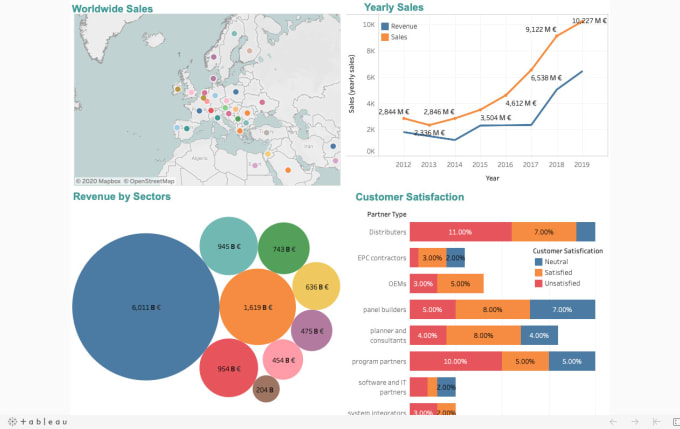 Worldwide Sales
Algeria
Iran
© 2020 Mapbox © OpenStreetMap
Yearly Sales
Revenue
Sales
10K
8K
6K
4K
2K
0K
Sales (yearly sales)
2,844 M €
2,336 M €
2,846 M €
3,504 M €
4,612 M €
6,538 M €
9,122 M €
10,227 M €
2012 2013 2014 2015 2016 2017 2018 2019
Year
Revenue by Sectors
945 B €
743 B €
636 B €
6,011 B €
1,619 B €
475 B €
454 B €
954 B €
204 B
Customer Satisfaction
Partner Type
Distributers 11.00% 7.00%
EPC contractors 3.00% 2.00%
OEMs 3.00% 5.00%
panel builders 5.00% 8.00% 7.00%
planner and
consultants 4.00% 8.00% 4.00%
program partners 10.00% 5.00% 5.00%
software and IT
partners 2.00%
system integrators 3.00% 2.00%
Customer Satisfication
Neutral
Satisfied
Unsatisfied
+ableau